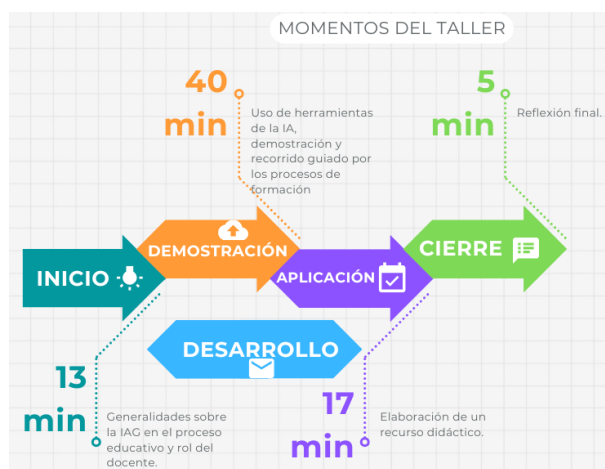 MOMENTOS DEL TALLER
40
min
Uso de herramientas
de la IA,
demostración y
recorrido guiado por
los procesos de
formación
5
min
Reflexión final.
INICIO
DEMOSTRACIÓN
APLICACIÓN
CIERRE
DESARROLLO
13
min
Generalidades sobre
la IAG en el proceso
educativo y rol del
docente.
17
min
Elaboración de un
recurso didáctico.